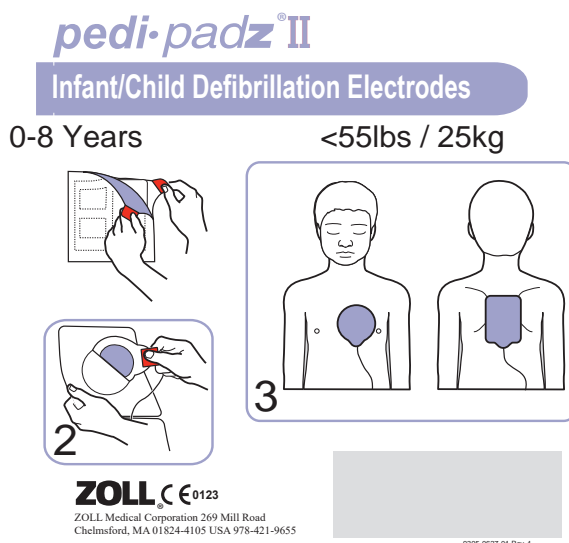 pedi•padz®II
Infant/Child Defibrillation Electrodes
0-8 Years <55lbs / 25kg
2
3
ZOLL® CE 0123
ZOLL Medical Corporation 269 Mill Road
Chelmsford, MA 01824-4105 USA 978-421-9655